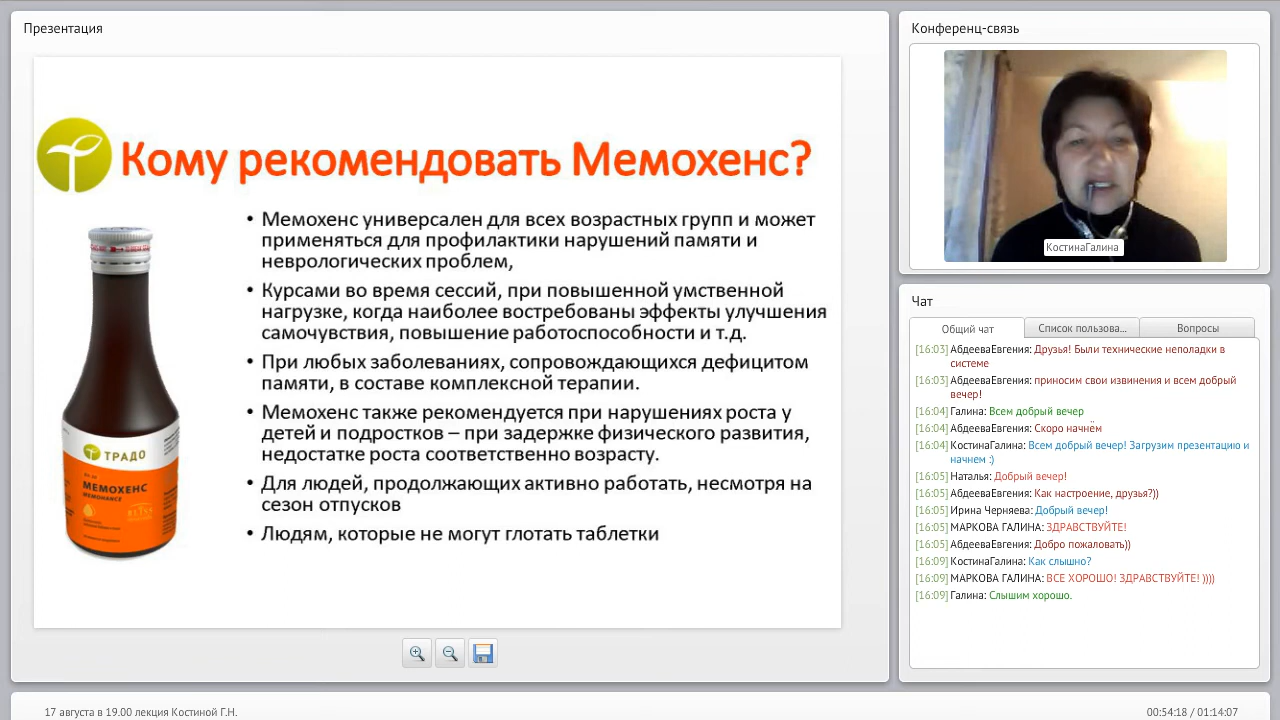 Презентация
Кому рекомендовать Мемохенс?
• Мемохенс универсален для всех возрастных групп и может
применяться для профилактики нарушений памяти и
неврологических проблем,
• Курсами во время сессий, при повышенной умственной
нагрузке, когда наиболее востребованы эффекты улучшения
самочувствия, повышение работоспособности и т.д.
• При любых заболеваниях, сопровождающихся дефицитом
памяти, в составе комплексной терапии.
• Мемохенс также рекомендуется при нарушениях роста у
детей и подростков – при задержке физического развития,
недостатке роста соответственно возрасту.
• Для людей, продолжающих активно работать, несмотря на
сезон отпусков
• Людям, которые не могут глотать таблетки
ТРАДО
МЕМОХЕНС
MEMOHANCE
BLISS
Конференц-связь
КостинаГалина
Чат
Общий чат
Список пользова...
Вопросы
[16:03] АбдееваЕвгения: Друзья! Были технические неполадки в
системе
[16:03] АбдееваЕвгения: приносим свои извинения и всем добрый
вечер!
[16:04] Галина: Всем добрый вечер
[16:04] АбдееваЕвгения: Скоро начнём
[16:04] КостинаГалина: Всем добрый вечер! Загрузим презентацию и
начнем :)
[16:05] Наталья: Добрый вечер!
[16:05] АбдееваЕвгения: Как настроение, друзья?))
[16:05] Ирина Черняева: Добрый вечер!
[16:05] МАРКОВА ГАЛИНА: ЗДРАВСТВУЙТЕ!
[16:05] АбдееваЕвгения: Добро пожаловать))
[16:09] КостинаГалина: Как слышно?
[16:09] МАРКОВА ГАЛИНА: ВСЕ ХОРОШО! ЗДРАВСТВУЙТЕ! ))))
[16:09] Галина: Слышим хорошо.
17 августа в 19.00 лекция Костиной Г.Н.
00:54:18 / 01:14:07